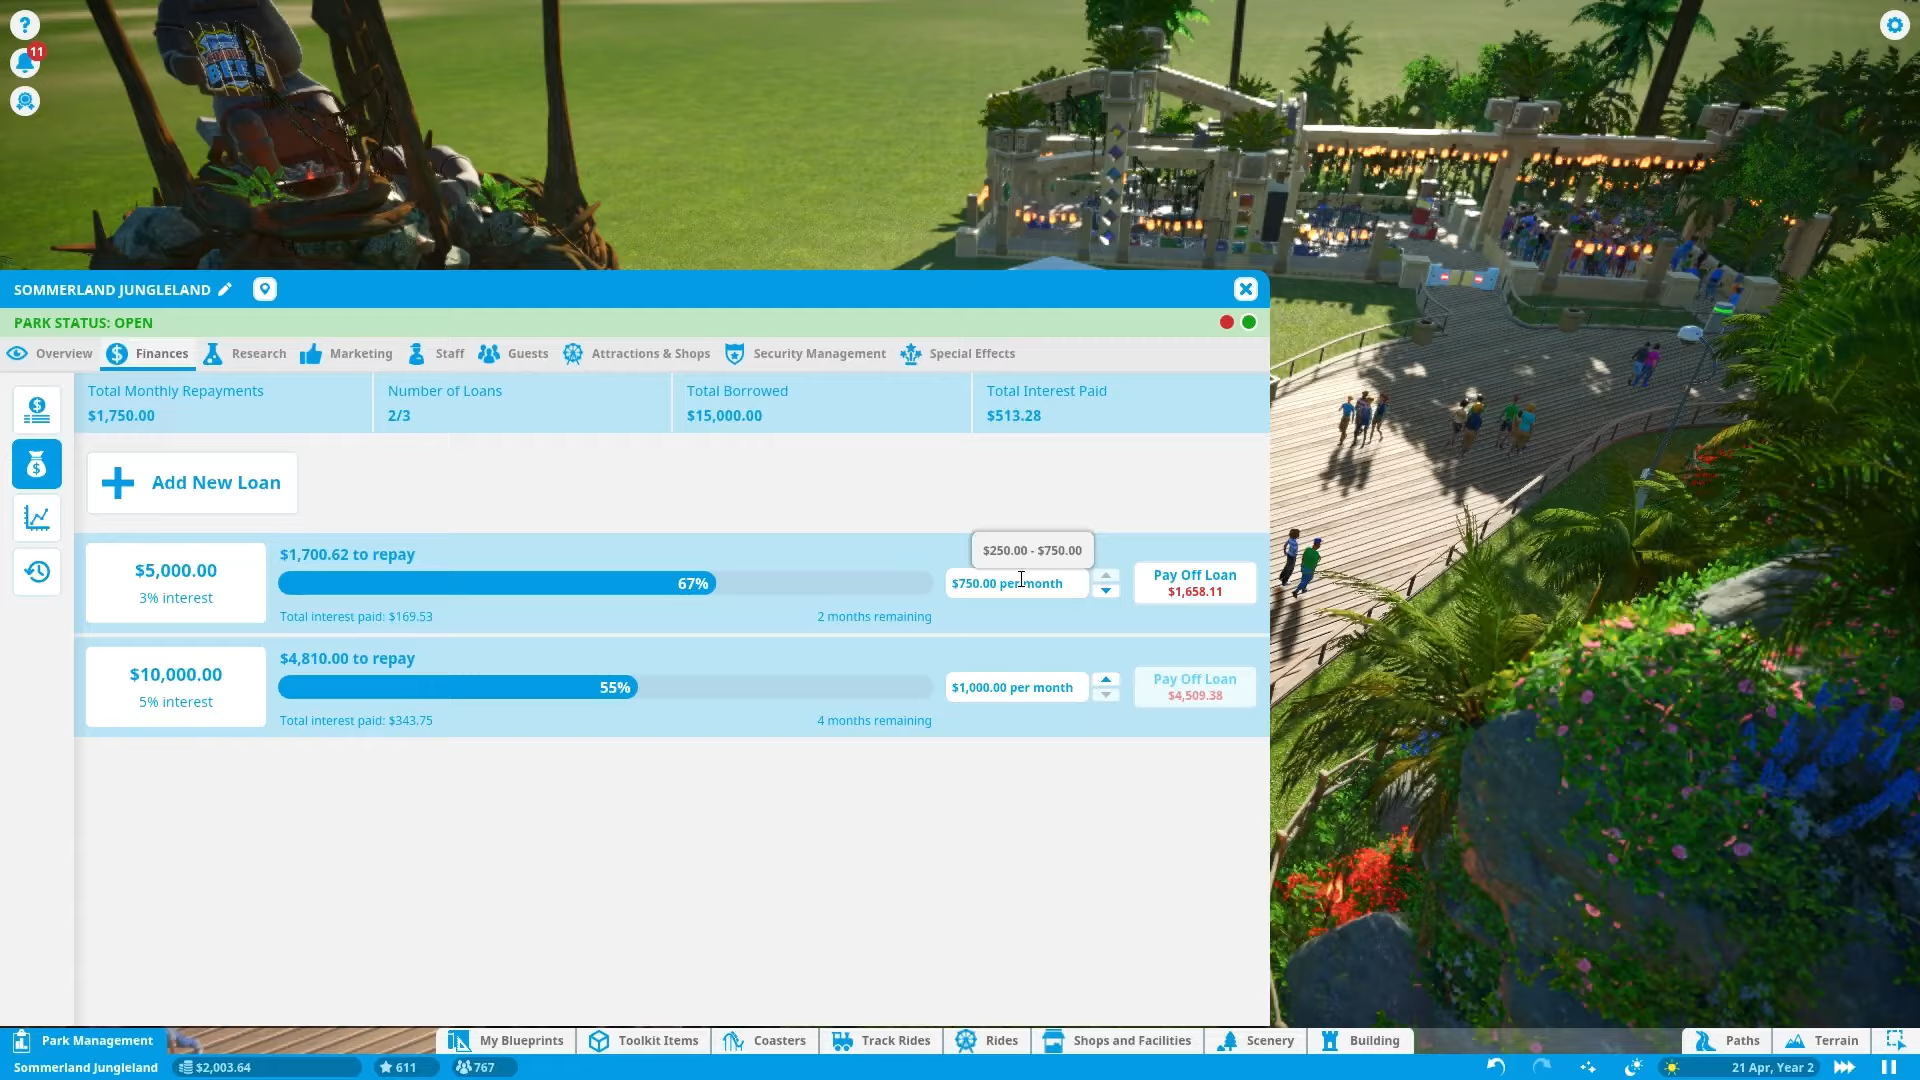 ?
11
SOMMERLAND JUNGLELAND
PARK STATUS: OPEN
Overview
Finances
Research
Marketing
Staff
Guests
Attractions & Shops
Security Management
Special Effects
Total Monthly Repayments
$1,750.00
Number of Loans
2/3
Total Borrowed
$15,000.00
Total Interest Paid
$513.28
Add New Loan
$5,000.00
3% interest
$1,700.62 to repay
67%
Total interest paid: $169.53
2 months remaining
$250.00 - $750.00
$750.00 per month
Pay Off Loan
$1,658.11
$10,000.00
5% interest
$4,810.00 to repay
55%
Total interest paid: $343.75
4 months remaining
$1,000.00 per month
Pay Off Loan
$4,509.38
Park Management
My Blueprints
Toolkit Items
Coasters
Track Rides
Rides
Shops and Facilities
Scenery
Building
Paths
Terrain
Sommerland Jungleland
$2,003.64
611
767
21 Apr, Year 2